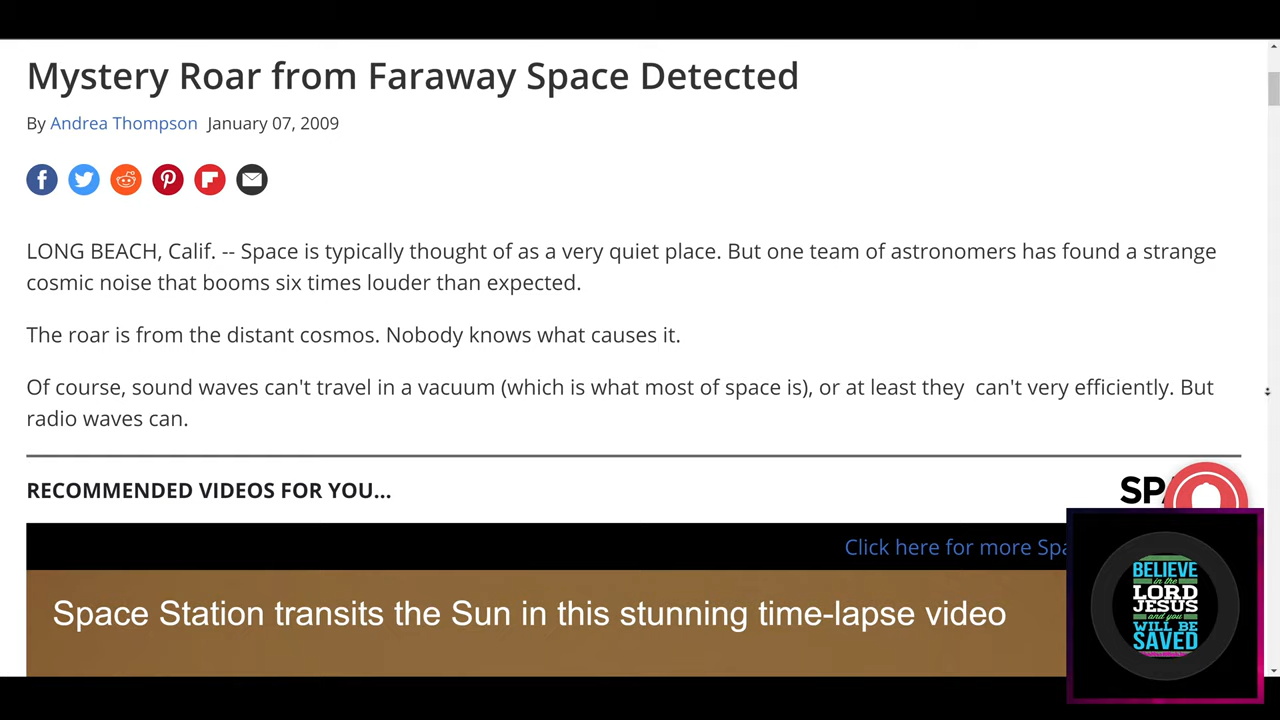 Mystery Roar from Faraway Space Detected
By Andrea Thompson January 07, 2009
LONG BEACH, Calif. -- Space is typically thought of as a very quiet place. But one team of astronomers has found a strange
cosmic noise that booms six times louder than expected.
The roar is from the distant cosmos. Nobody knows what causes it.
Of course, sound waves can't travel in a vacuum (which is what most of space is), or at least they can't very efficiently. But
radio waves can.
RECOMMENDED VIDEOS FOR YOU...
Click here for more
Space Station transits the Sun in this stunning time-lapse video
BELIEVE
in the
LORD
JESUS
and you
WILL BE
SAVED